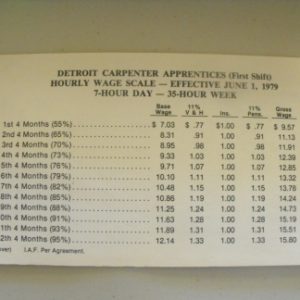 DETROIT CARPENTER APPRENTICES (First Shift)
HOURLY WAGE SCALE — EFFECTIVE JUNE 1, 1979
7-HOUR DAY — 35-HOUR WEEK
Base 11% 11% Gross
Wage V & H Inc. Pens. Wage
1st 4 Months (55%) $ 7.03 $ .77 $1.00 $ .77 $ 9.57
2nd 4 Months (65%) 8.31 .91 1.00 .91 11.13
3rd 4 Months (70%) 8.95 .98 1.00 .98 11.91
4th 4 Months (73%) 9.33 1.03 1.00 1.03 12.39
5th 4 Months (76%) 9.71 1.07 1.00 1.07 12.85
6th 4 Months (79%) 10.10 1.11 1.00 1.11 13.32
7th 4 Months (82%) 10.48 1.15 1.00 1.15 13.78
8th 4 Months (85%) 10.86 1.19 1.00 1.19 14.24
9th 4 Months (88%) 11.25 1.24 1.00 1.24 14.73
0th 4 Months (91%) 11.63 1.28 1.00 1.28 15.19
1th 4 Months (93%) 11.89 1.31 1.00 1.31 15.51
2th 4 Months (95%) 12.14 1.33 1.00 1.33 15.80
over) I.A.F. Per Agreement.